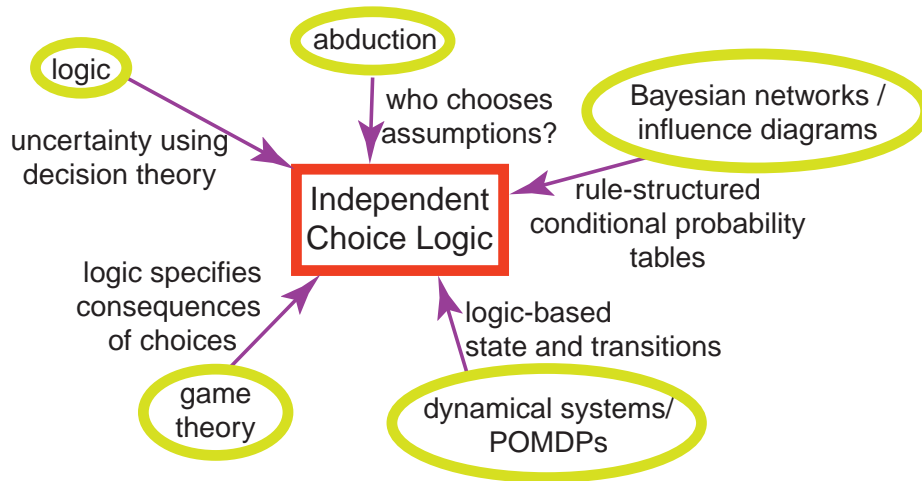 abduction
logic
Bayesian networks /
influence diagrams
who chooses
assumptions?
uncertainty using
decision theory
Independent
Choice Logic
rule-structured
conditional probability
tables
logic specifies
consequences
of choices
logic-based
state and transitions
game
theory
dynamical systems/
POMDPs